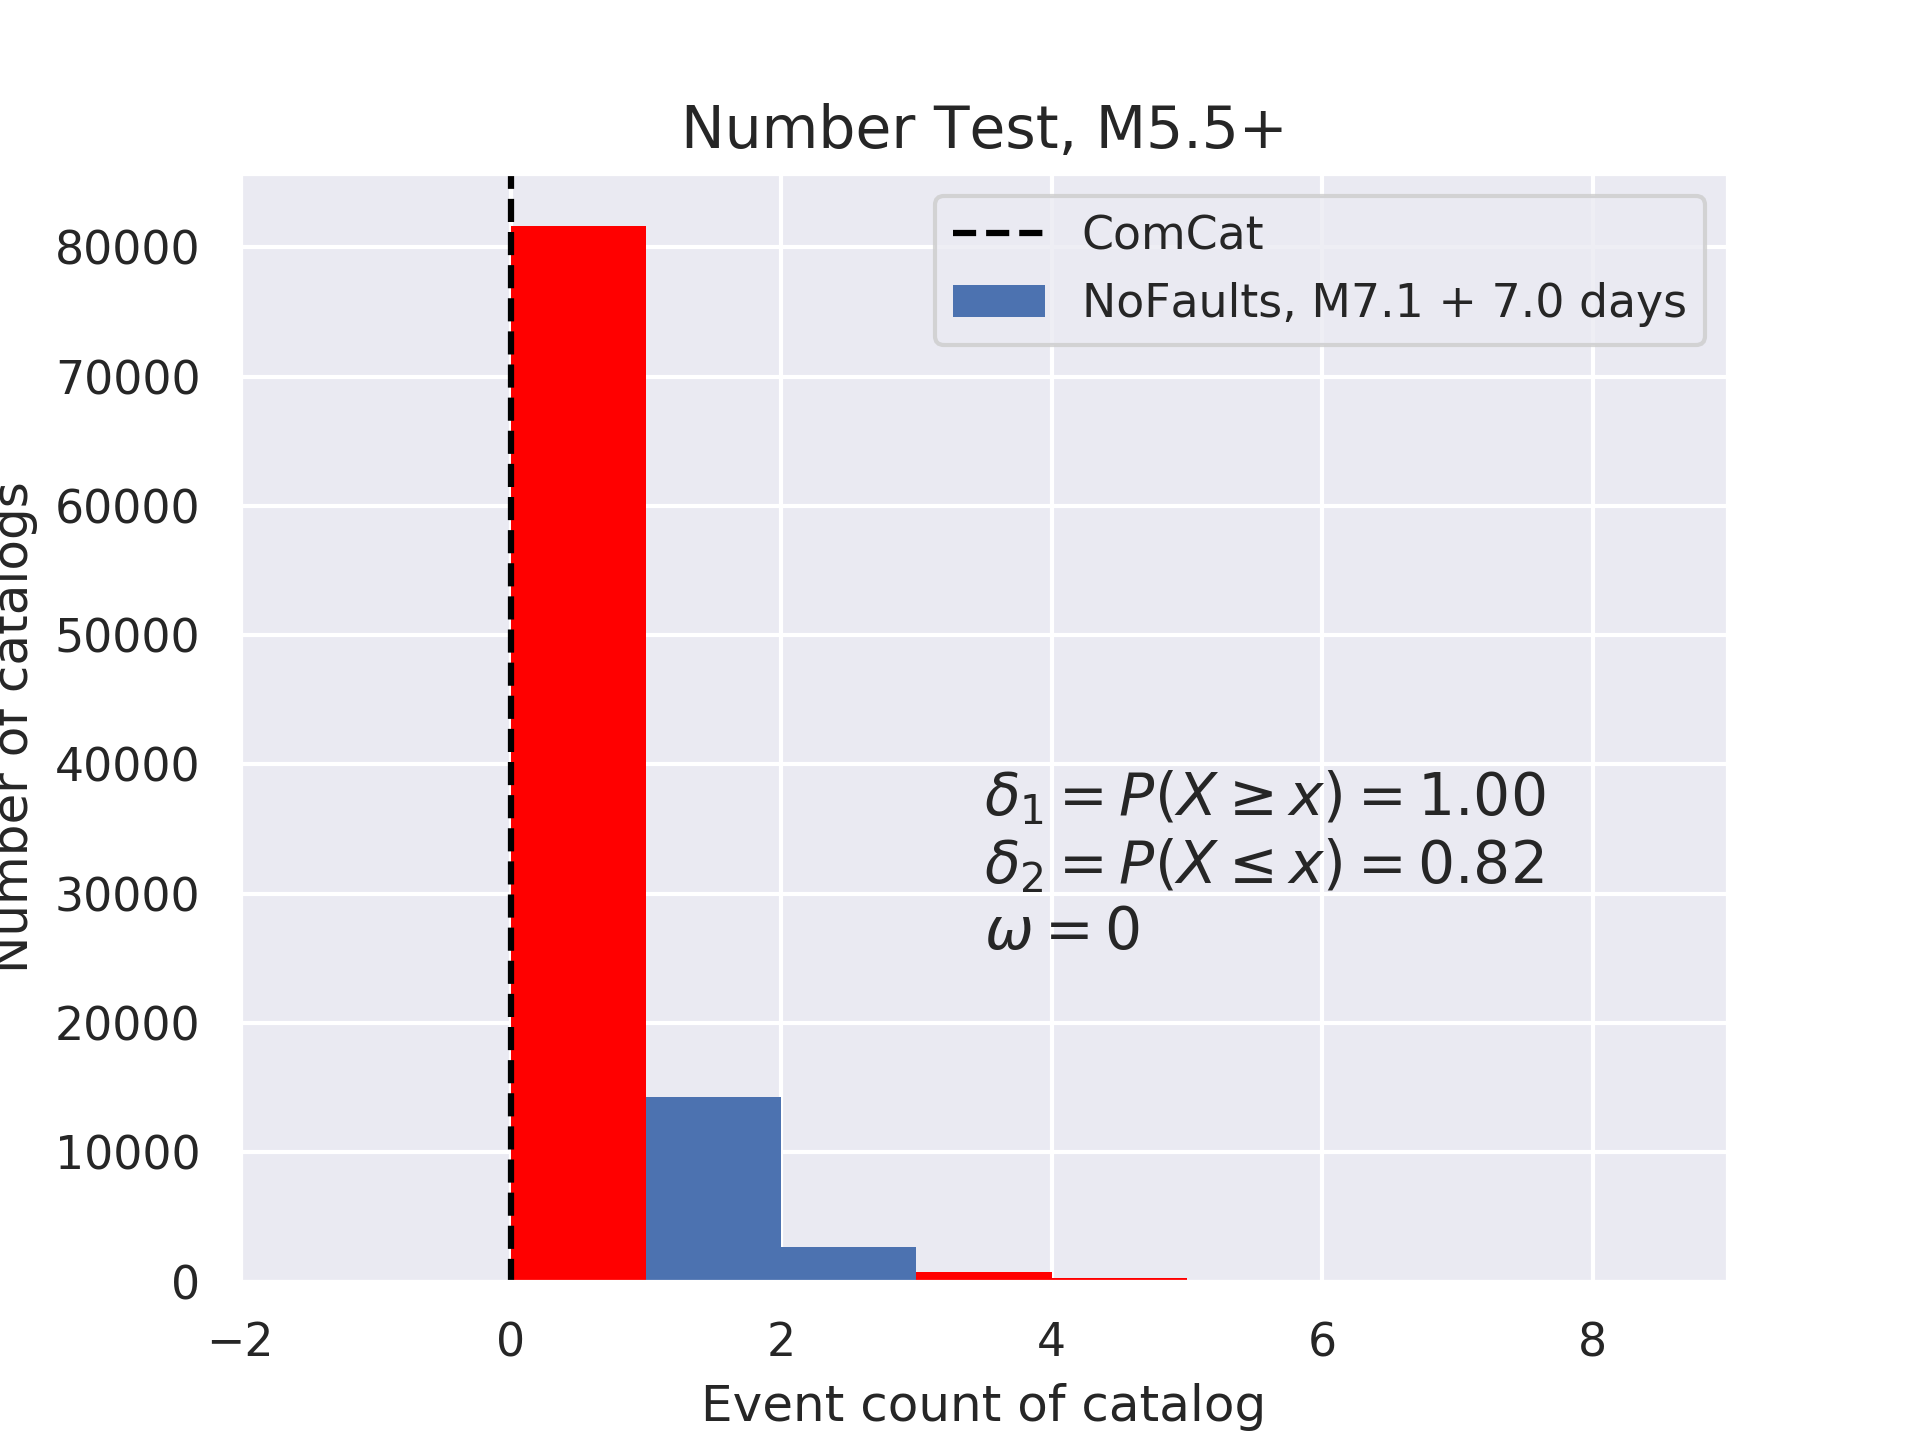 Number Test, M5.5+
ComCat
NoFaults, M7.1 + 7.0 days
80000
70000
60000
50000
40000
30000
20000
10000
0
Number of catalogs
δ₁ = P(X ≥ x) = 1.00
δ₂ = P(X ≤ x) = 0.82
ω = 0
−2 0 2 4 6 8
Event count of catalog